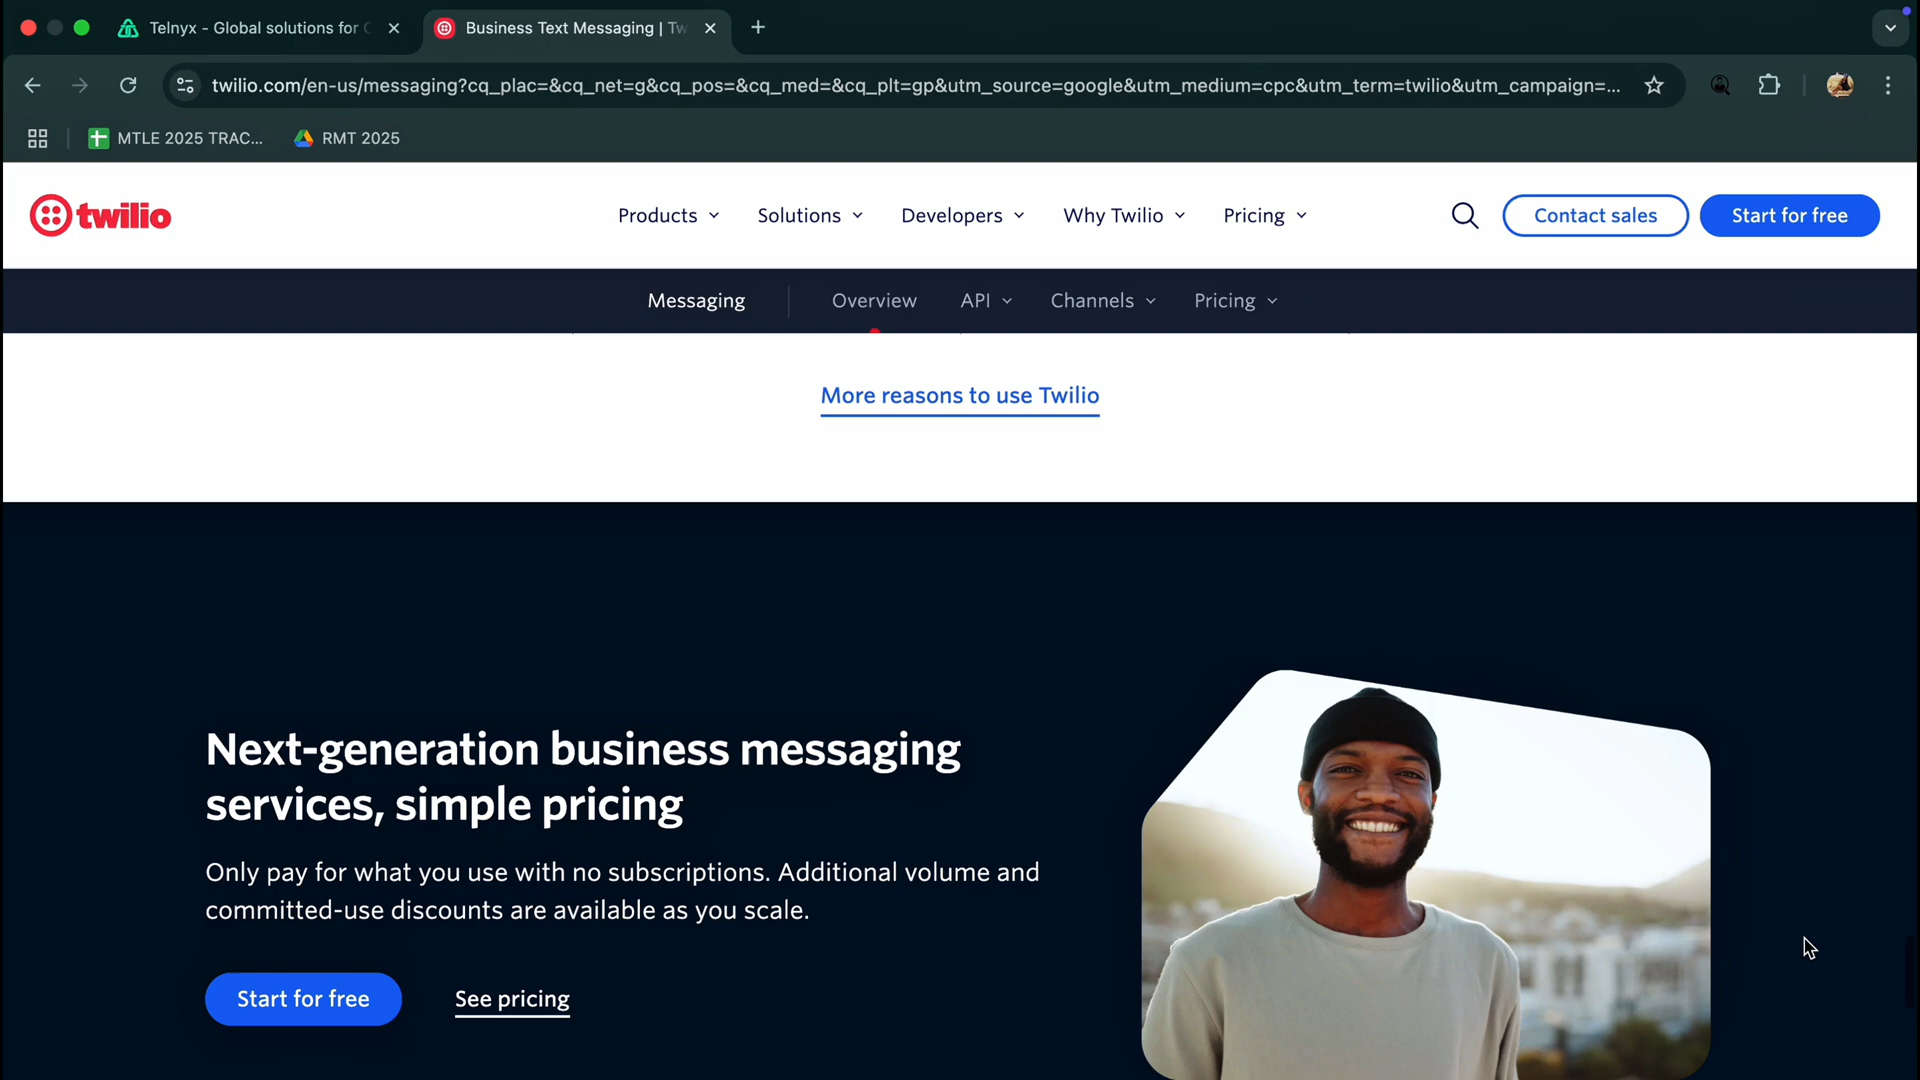 Telnyx - Global solutions for
Business Text Messaging | Tw
twilio.com/en-us/messaging?cq_plac=&cq_net=g&cq_pos=&cq_med=&cq_plt=gp&utm_source=google&utm_medium=cpc&utm_term=twilio&utm_campaign=...
MTLE 2025 TRAC...
RMT 2025
twilio
Products
Solutions
Developers
Why Twilio
Pricing
Contact sales
Start for free
Messaging
Overview
API
Channels
Pricing
More reasons to use Twilio
Next-generation business messaging
services, simple pricing
Only pay for what you use with no subscriptions. Additional volume and
committed-use discounts are available as you scale.
Start for free
See pricing